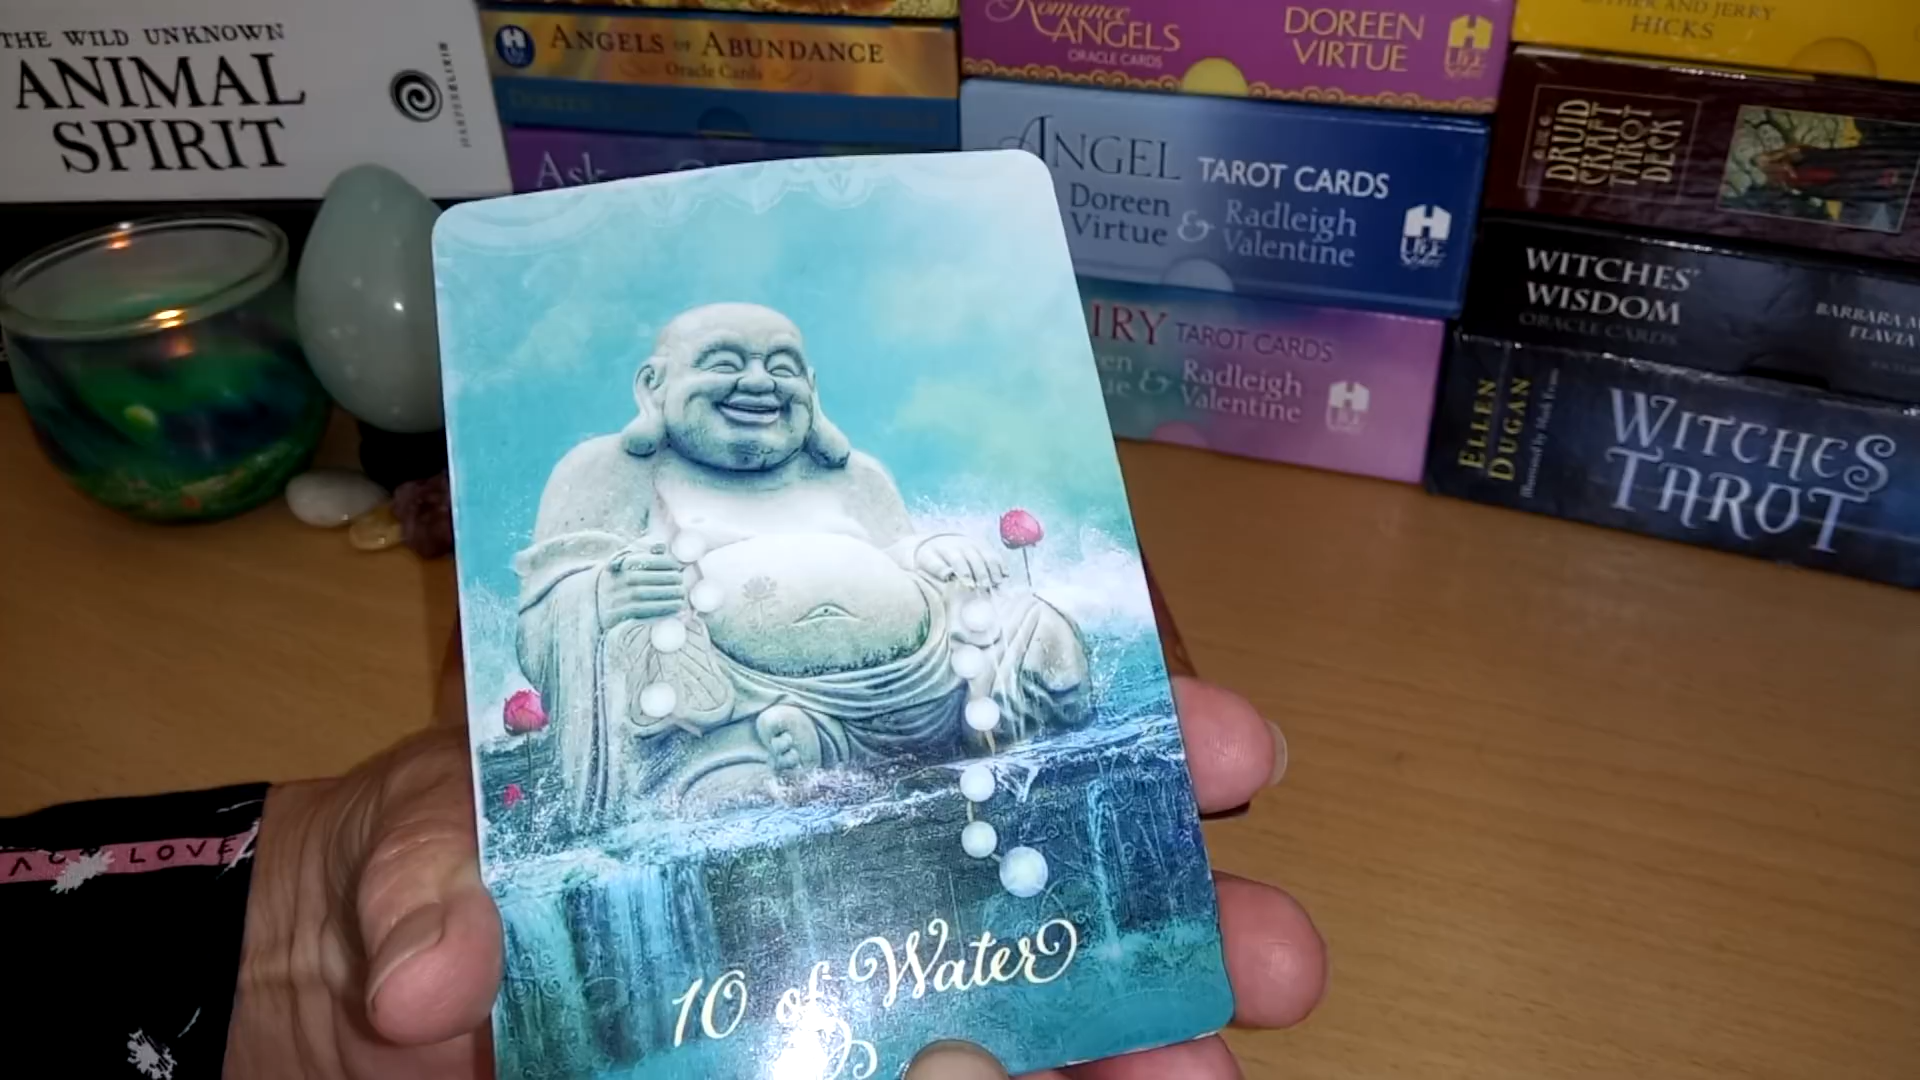 THE WILD UNKNOWN
ANIMAL
SPIRIT
ANGELS of ABUNDANCE
Oracle Cards
Ask
Romance
ANGELS
ORACLE CARDS
DOREEN
VIRTUE
ANGEL TAROT CARDS
Doreen
Virtue & Radleigh
Valentine
LIFE
Styles
IRY TAROT CARDS
& Radleigh
Valentine
AND JERRY
HICKS
DRUID
CRAFT
TAROT
DECK
WITCHES'
WISDOM
ORACLE CARDS
BARBARA
FLAVIA
ELLEN
DUGAN
WITCHES
TAROT
LOVE
10 of Water